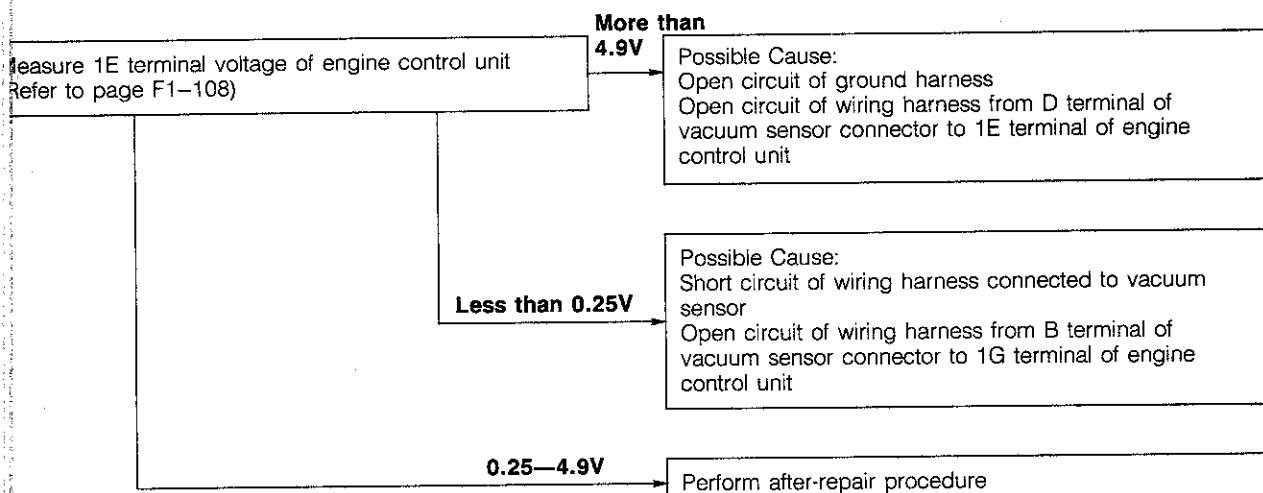 More than
4.9V
easure 1E terminal voltage of engine control unit
Refer to page F1–108)
Possible Cause:
Open circuit of ground harness
Open circuit of wiring harness from D terminal of
vacuum sensor connector to 1E terminal of engine
control unit
Less than 0.25V
Possible Cause:
Short circuit of wiring harness connected to vacuum
sensor
Open circuit of wiring harness from B terminal of
vacuum sensor connector to 1G terminal of engine
control unit
0.25—4.9V
Perform after-repair procedure